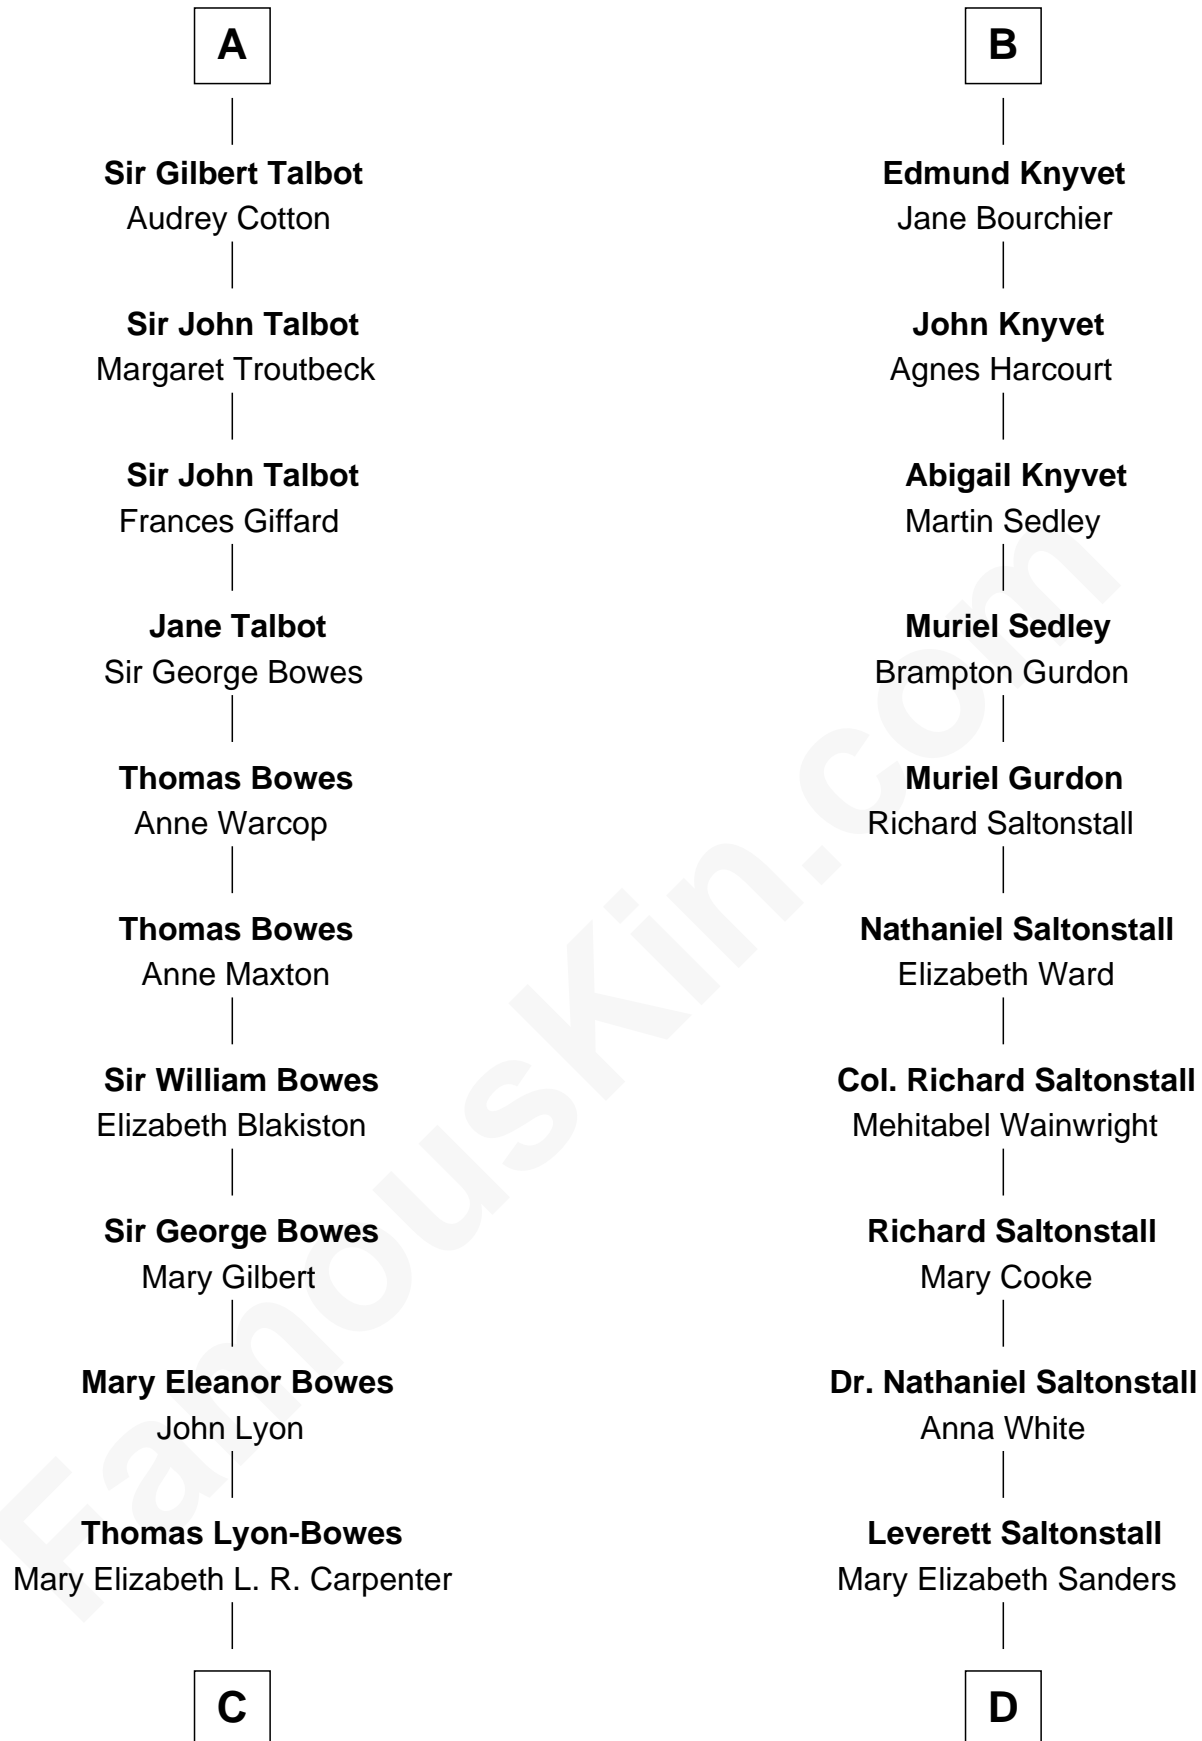 A
Sir Gilbert Talbot
Audrey Cotton
Sir John Talbot
Margaret Troutbeck
Sir John Talbot
Frances Giffard
Jane Talbot
Sir George Bowes
Thomas Bowes
Anne Warcop
Thomas Bowes
Anne Maxton
Sir William Bowes
Elizabeth Blakiston
Sir George Bowes
Mary Gilbert
Mary Eleanor Bowes
John Lyon
Thomas Lyon-Bowes
Mary Elizabeth L. R. Carpenter
C
B
Edmund Knyvet
Jane Bourchier
John Knyvet
Agnes Harcourt
Abigail Knyvet
Martin Sedley
Muriel Sedley
Brampton Gurdon
Muriel Gurdon
Richard Saltonstall
Nathaniel Saltonstall
Elizabeth Ward
Col. Richard Saltonstall
Mehitabel Wainwright
Richard Saltonstall
Mary Cooke
Dr. Nathaniel Saltonstall
Anna White
Leverett Saltonstall
Mary Elizabeth Sanders
D
FamousKin.com